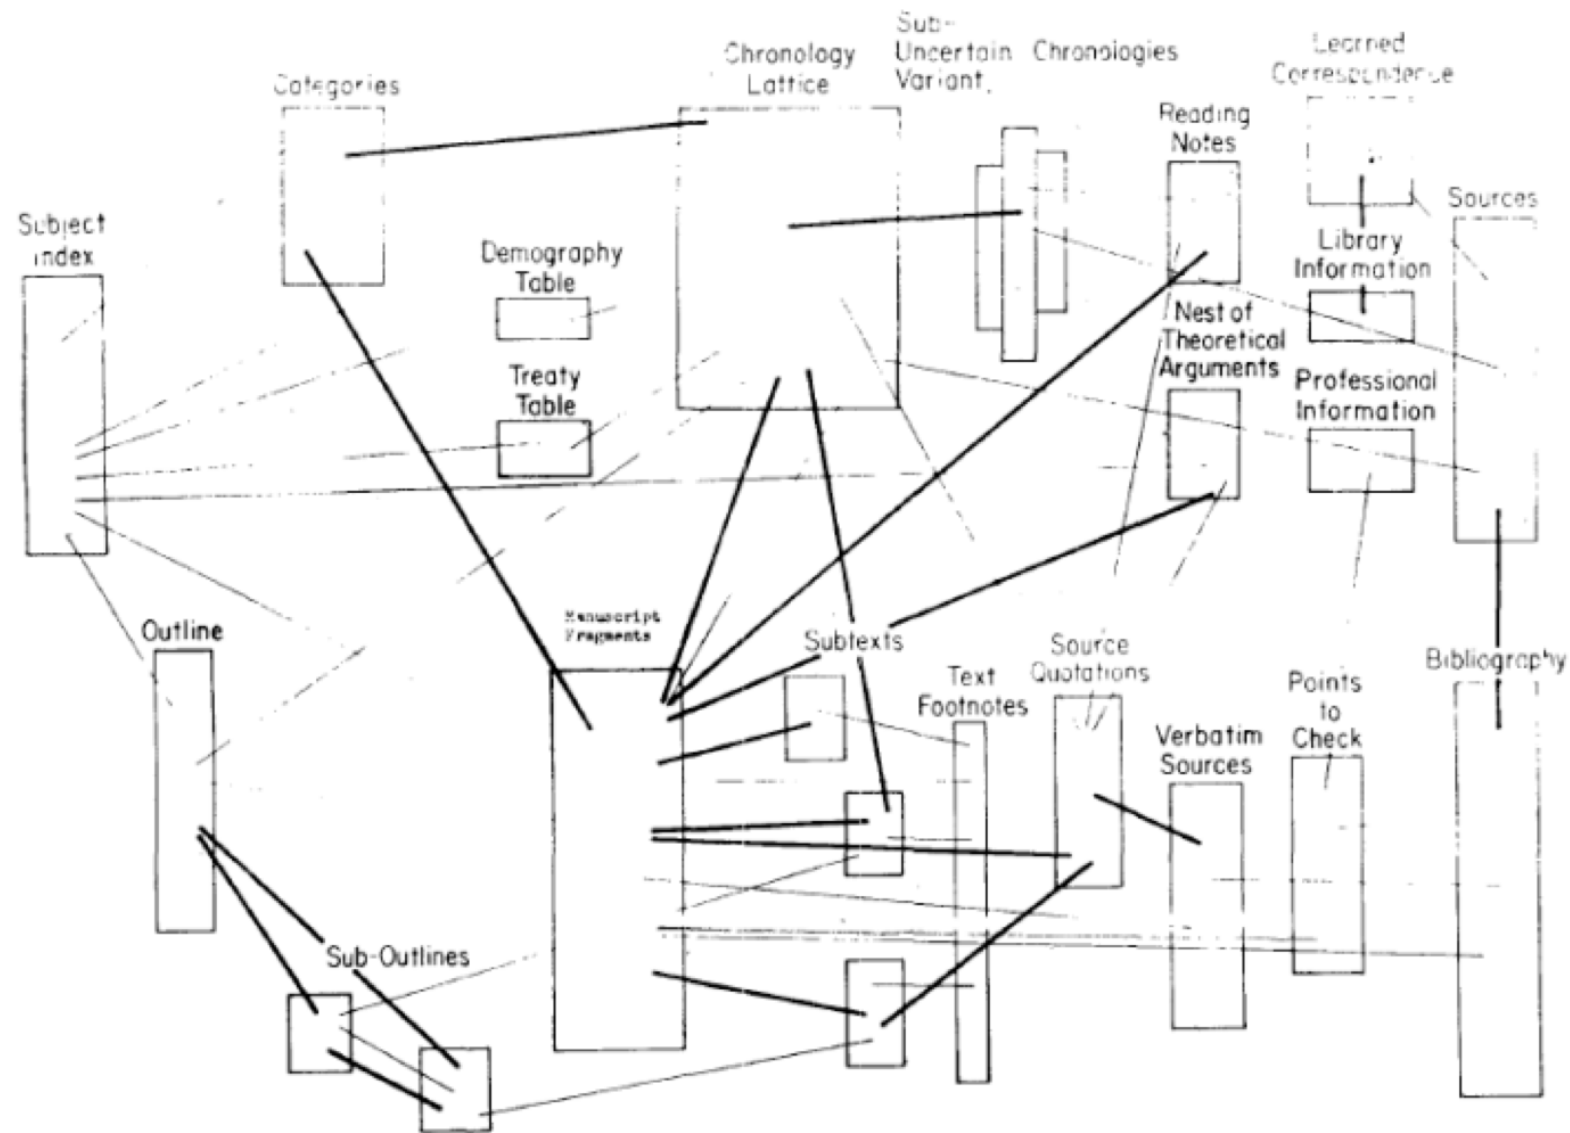 Categories
Chronology
Lattice
Sub-
Uncertain Chronologies
Variant
Learned
Correspondence
Reading
Notes
Sources
Subject
Index
Demography
Table
Library
Information
Nest of
Theoretical
Arguments
Treaty
Table
Professional
Information
Outline
Manuscript
Fragments
Subtexts
Source
Quotations
Text
Footnotes
Points
to
Check
Bibliography
Verbatim
Sources
Sub-Outlines